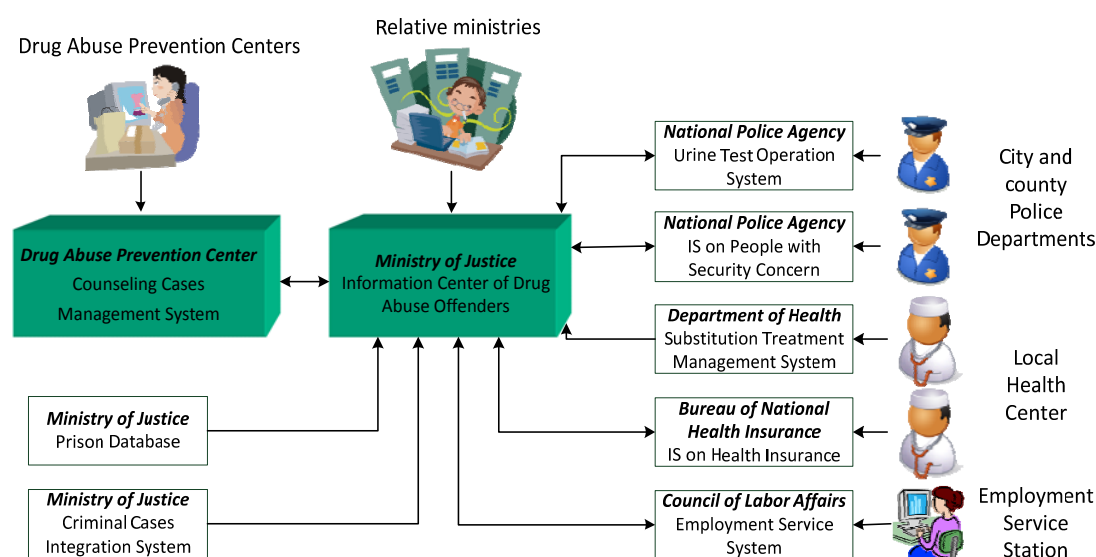 Drug Abuse Prevention Centers
Relative ministries
Drug Abuse Prevention Center
Counseling Cases
Management System
Ministry of Justice
Information Center of Drug
Abuse Offenders
Ministry of Justice
Prison Database
Ministry of Justice
Criminal Cases
Integration System
National Police Agency
Urine Test Operation
System
National Police Agency
IS on People with
Security Concern
Department of Health
Substitution Treatment
Management System
Bureau of National
Health Insurance
IS on Health Insurance
Council of Labor Affairs
Employment Service
System
City and
county
Police
Departments
Local
Health
Center
Employment
Service
Station